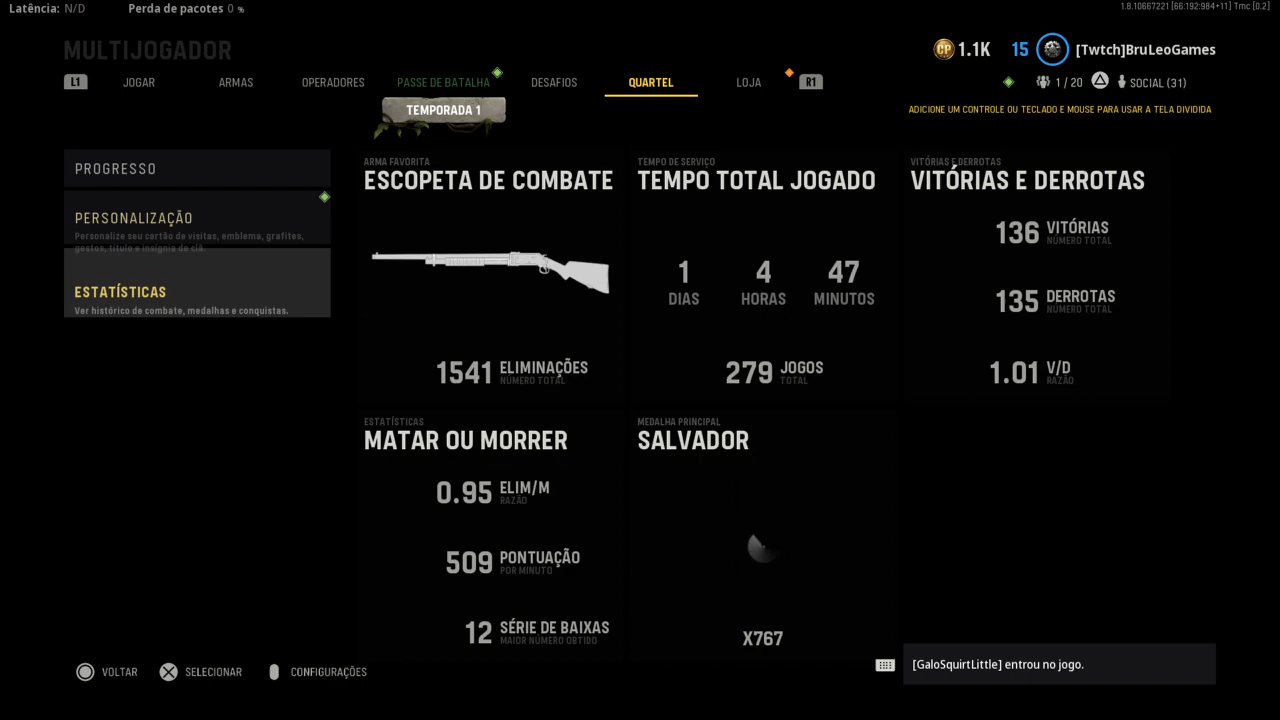 Latência: N/D Perda de pacotes 0 %
1.8.10667221 [66:192:984+11] Tmc [0.2]
MULTIJOGADOR
CP 1.1K 15 [Twtch]BruLeoGames
L1 JOGAR ARMAS OPERADORES PASSE DE BATALHA DESAFIOS QUARTEL LOJA R1
1 / 20 SOCIAL (31)
TEMPORADA 1
ADICIONE UM CONTROLE OU TECLADO E MOUSE PARA USAR A TELA DIVIDIDA
PROGRESSO
PERSONALIZAÇÃO
Personalize seu cartão de visitas, emblema, grafites,
gestos, título e insígnia de clã.
ESTATÍSTICAS
Ver histórico de combate, medalhas e conquistas.
ARMA FAVORITA
ESCOPETA DE COMBATE
1541 ELIMINAÇÕES
NÚMERO TOTAL
TEMPO DE SERVIÇO
TEMPO TOTAL JOGADO
1 4 47
DIAS HORAS MINUTOS
279 JOGOS
TOTAL
VITÓRIAS E DERROTAS
VITÓRIAS E DERROTAS
136 VITÓRIAS
NÚMERO TOTAL
135 DERROTAS
NÚMERO TOTAL
1.01 V/D
RAZÃO
ESTATÍSTICAS
MATAR OU MORRER
0.95 ELIM/M
RAZÃO
509 PONTUAÇÃO
POR MINUTO
12 SÉRIE DE BAIXAS
MAIOR NÚMERO OBTIDO
MEDALHA PRINCIPAL
SALVADOR
X767
VOLTAR SELECIONAR CONFIGURAÇÕES
[GaloSquirtLittle] entrou no jogo.